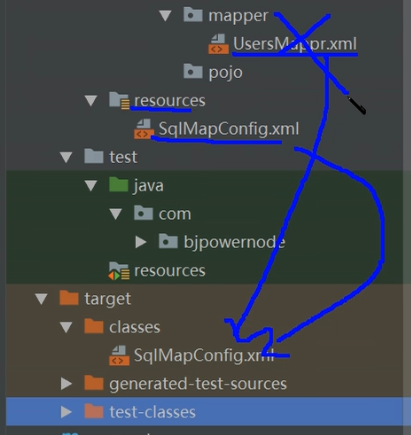 mapper
UsersMappr.xml
pojo
resources
SqlMapConfig.xml
test
java
com
bjpowernode
resources
target
classes
SqlMapConfig.xml
generated-test-sources
test-classes